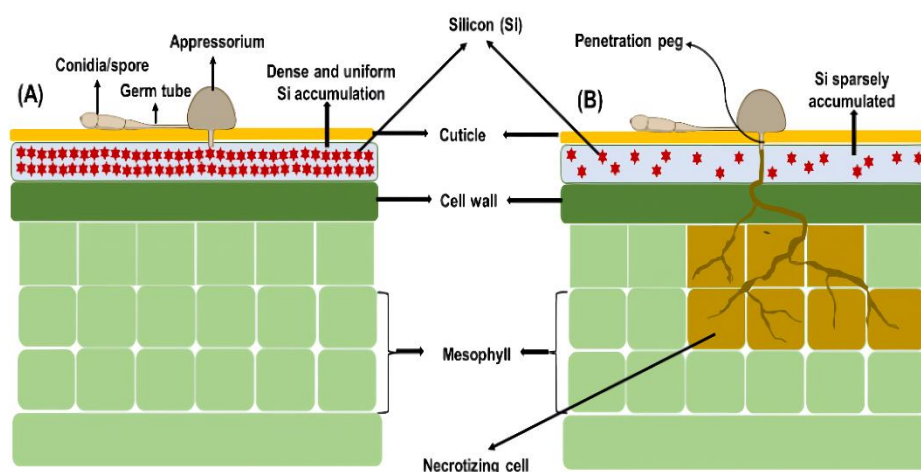 Silicon (Si)
Appressorium
Penetration peg
Conidia/spore
Germ tube
Dense and uniform
Si accumulation
Si sparsely
accumulated
(A)
(B)
Cuticle
Cell wall
Mesophyll
Necrotizing cell